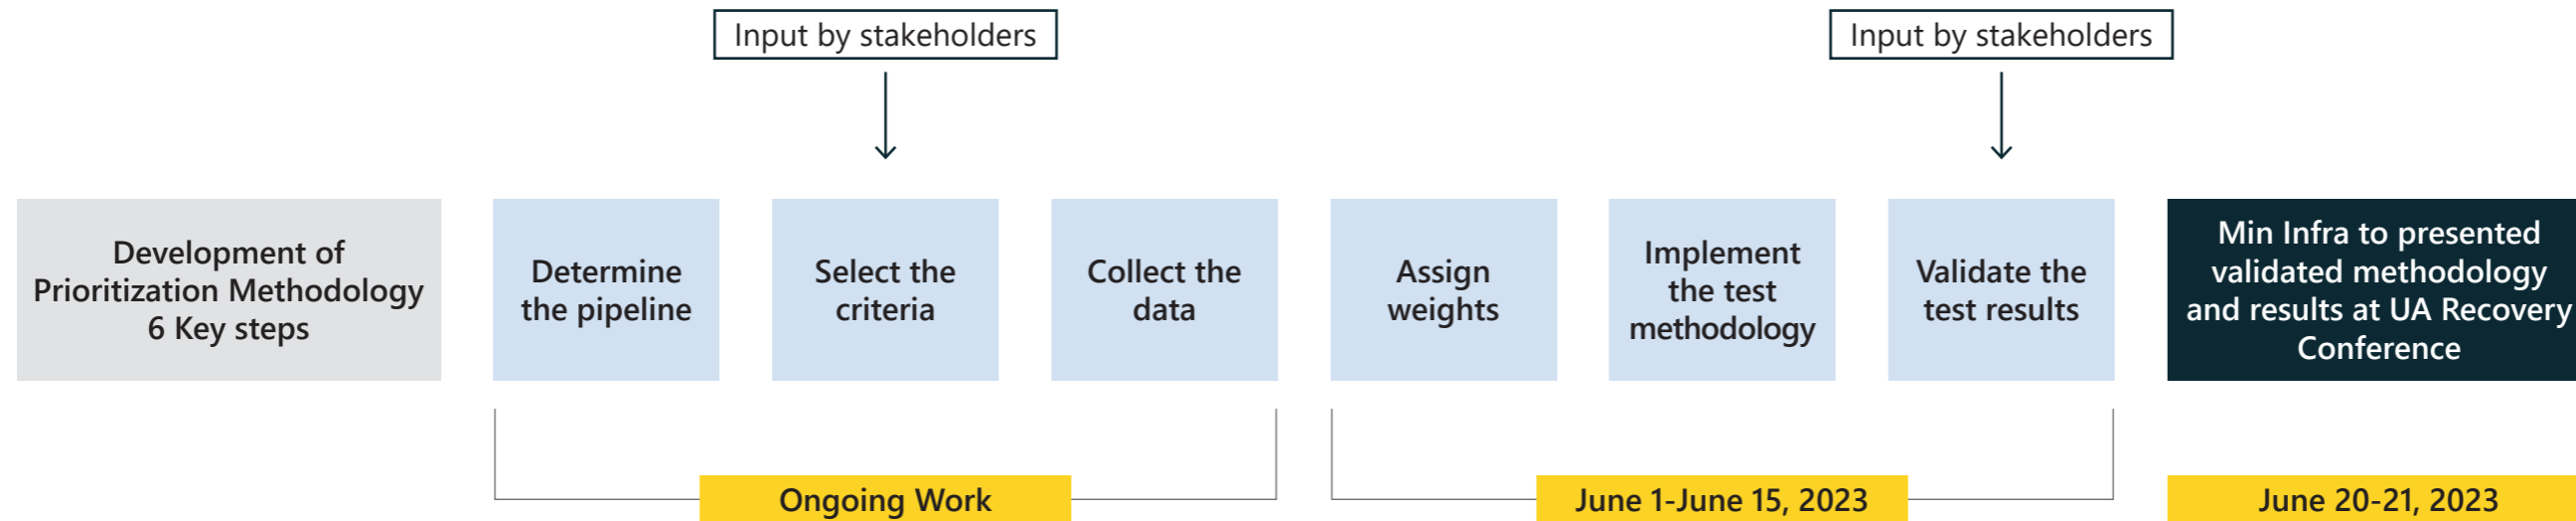 Input by stakeholders
Input by stakeholders
Development of
Prioritization Methodology
6 Key steps
Determine
the pipeline
Select the
criteria
Collect the
data
Assign
weights
Implement
the test
methodology
Validate the
test results
Min Infra to presented
validated methodology
and results at UA Recovery
Conference
Ongoing Work
June 1-June 15, 2023
June 20-21, 2023